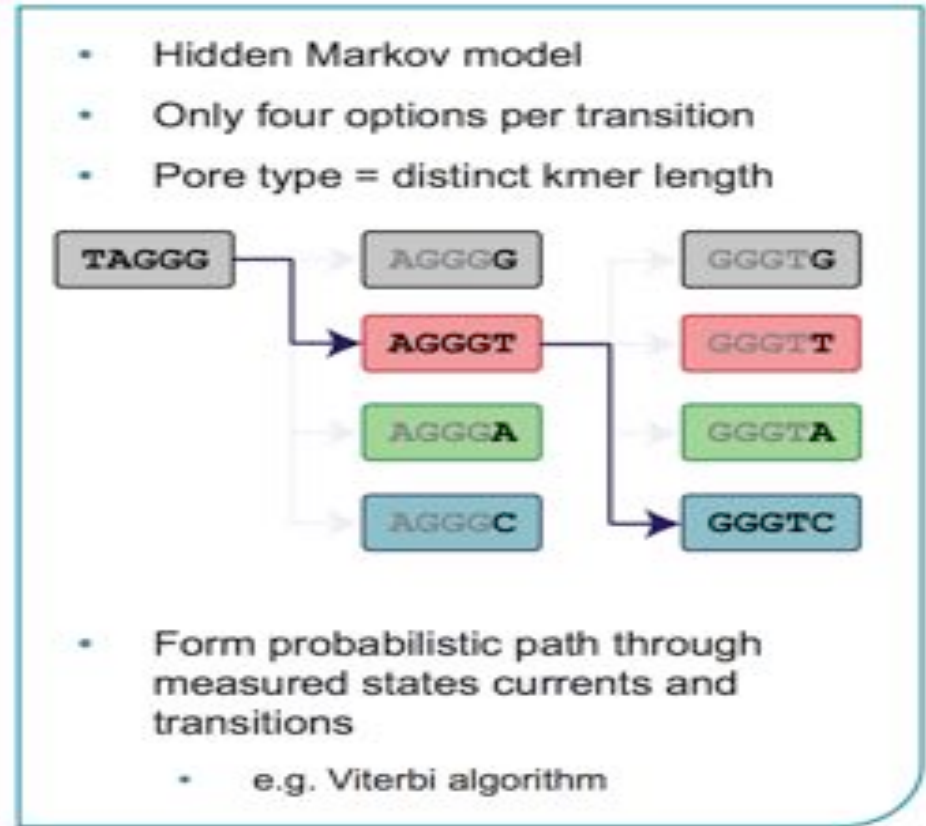 • Hidden Markov model
• Only four options per transition
• Pore type = distinct kmer length
TAGGG AGGGG GGGTG
AGGGT GGGTT
AGGGA GGGTA
AGGGC GGGTC
• Form probabilistic path through
measured states currents and
transitions
• e.g. Viterbi algorithm